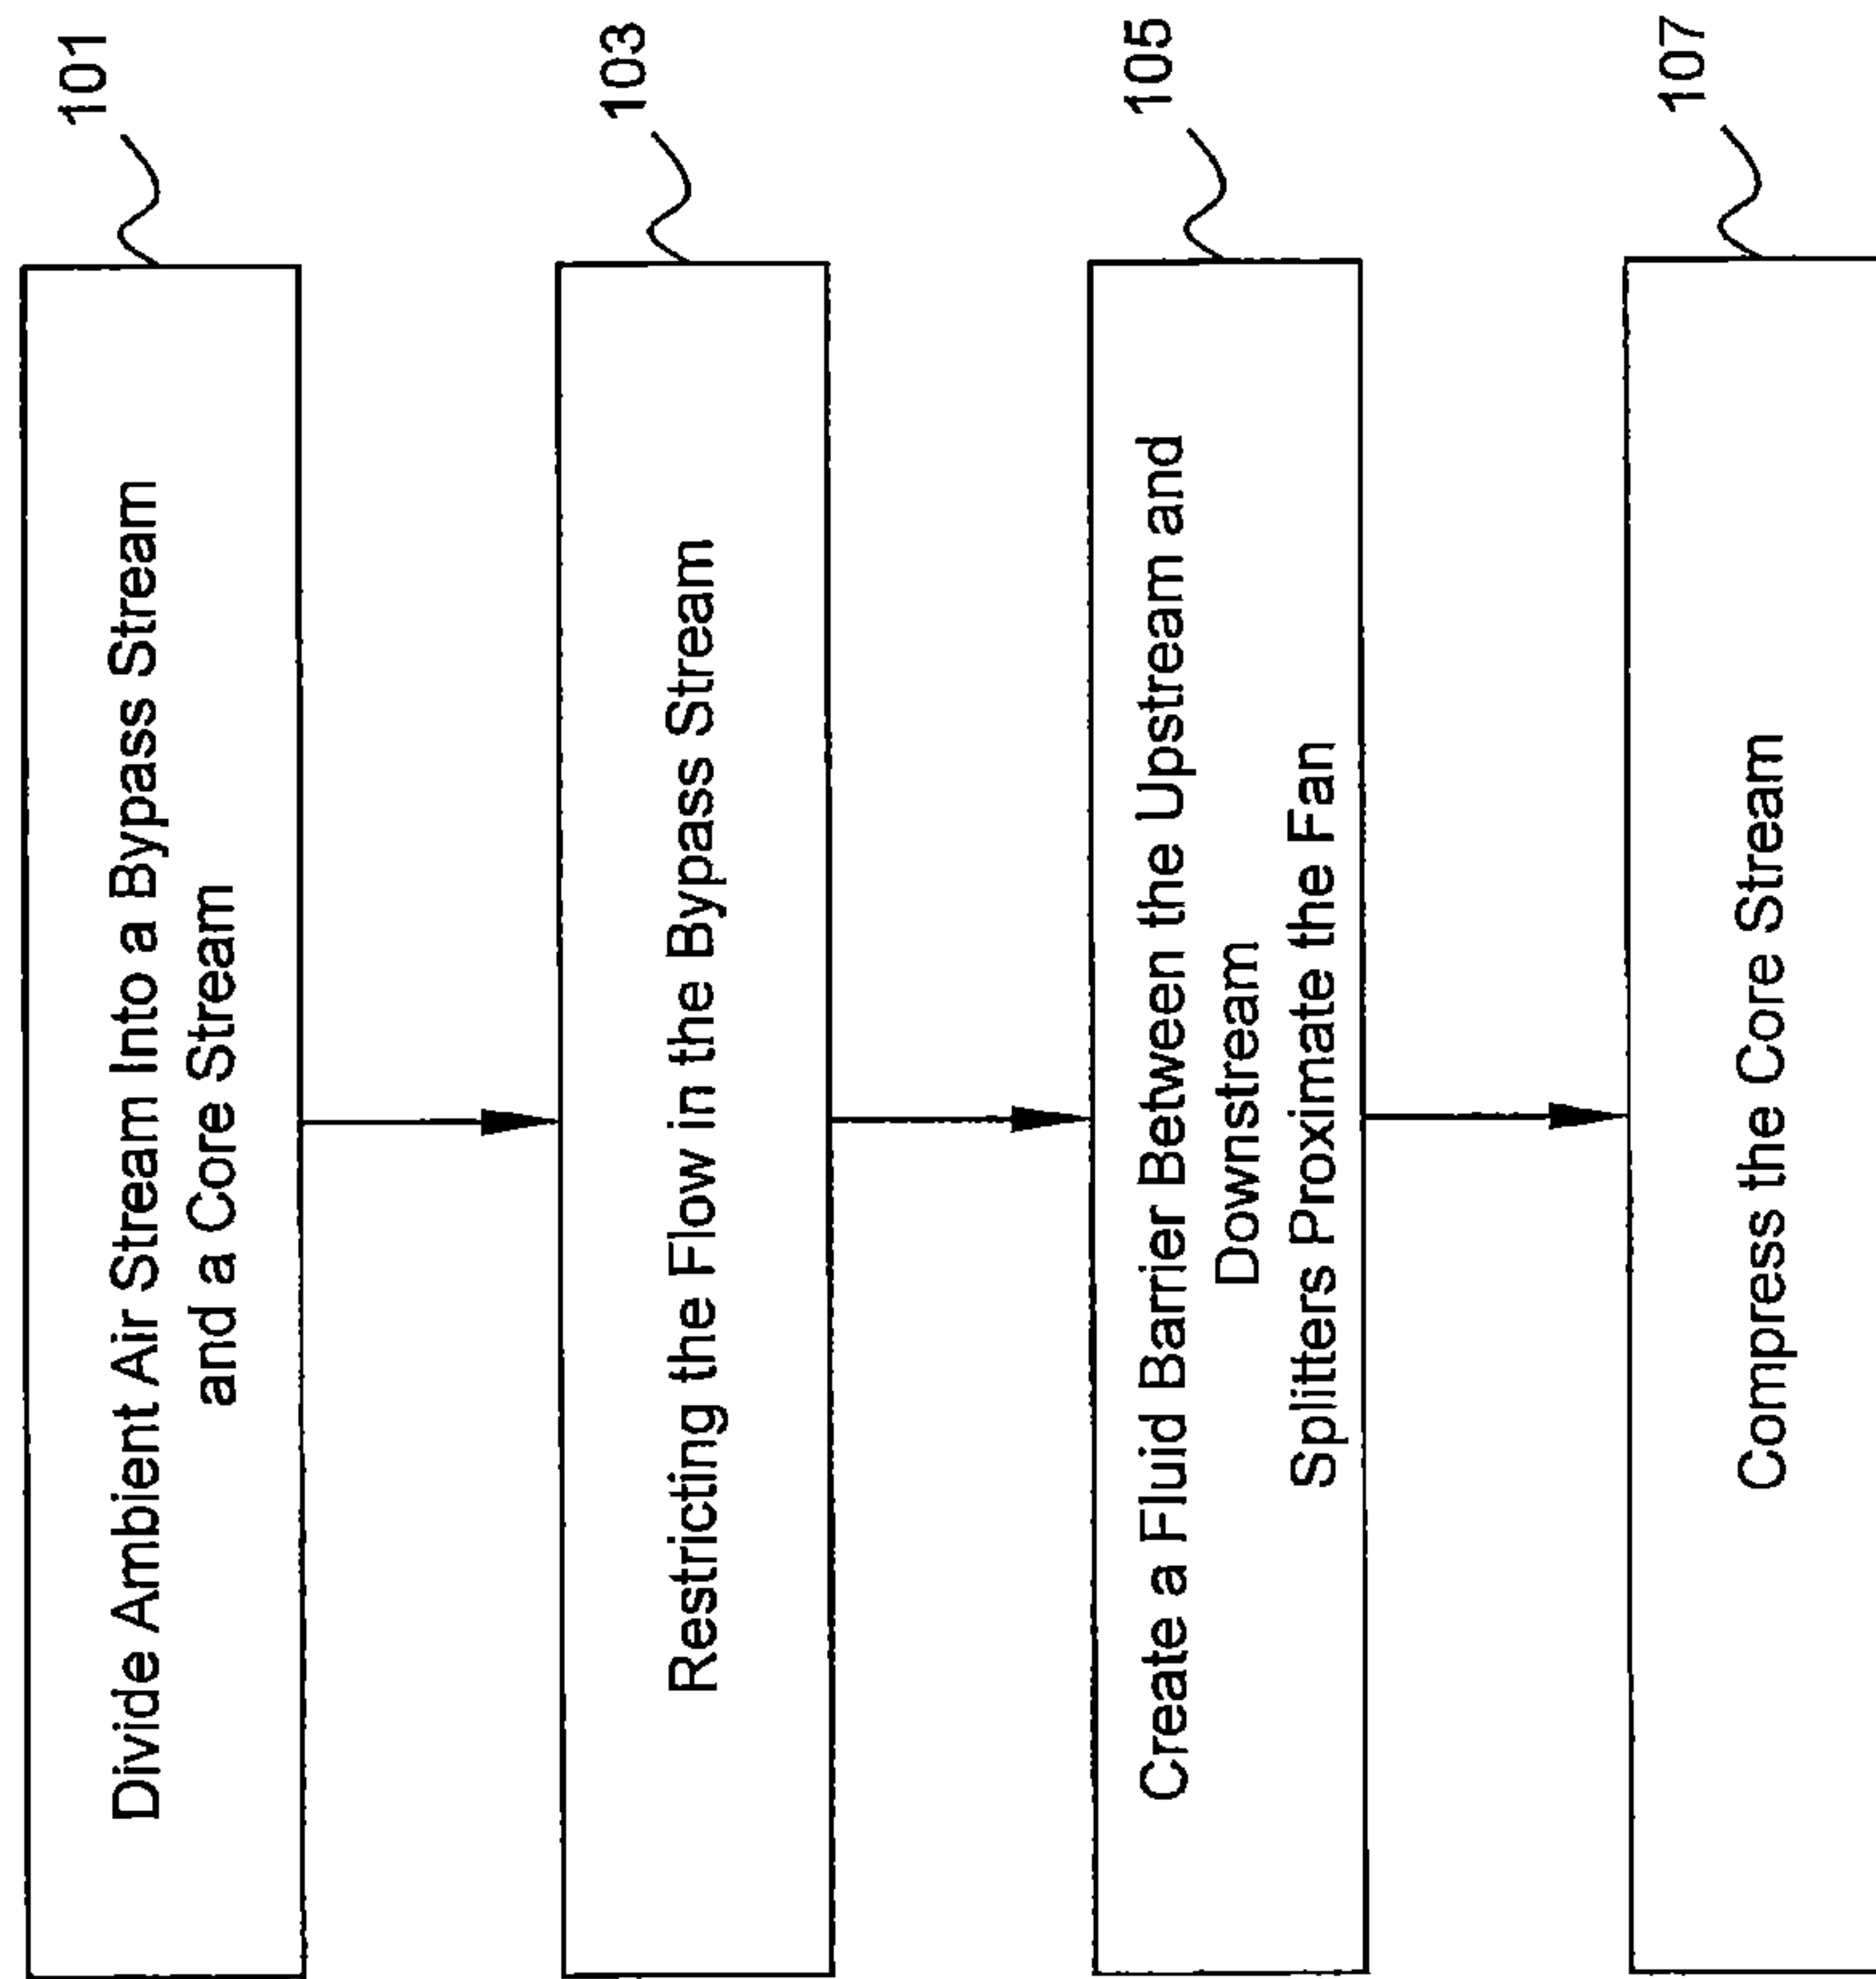 101
Divide Ambient Air Stream Into a Bypass Stream
and a Core Stream
103
Restricting the Flow in the Bypass Stream
105
Create a Fluid Barrier Between the Upstream and
Downstream
Splitters Proximate the Fan
107
Compress the Core Stream